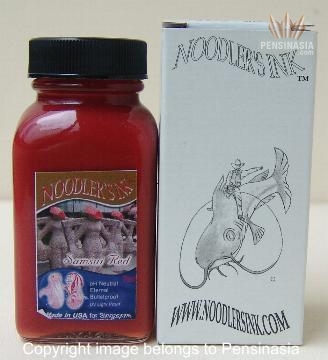 PENSINASIA
.com
NOODLER'S INK
TM
NOODLER'S INK
Samsui Red
pH Neutral
Eternal
Bulletproof
UV Light Proof
Made in USA for Singapore
WWW.NOODLERSINK.COM
Copyright image belongs to Pensinasia